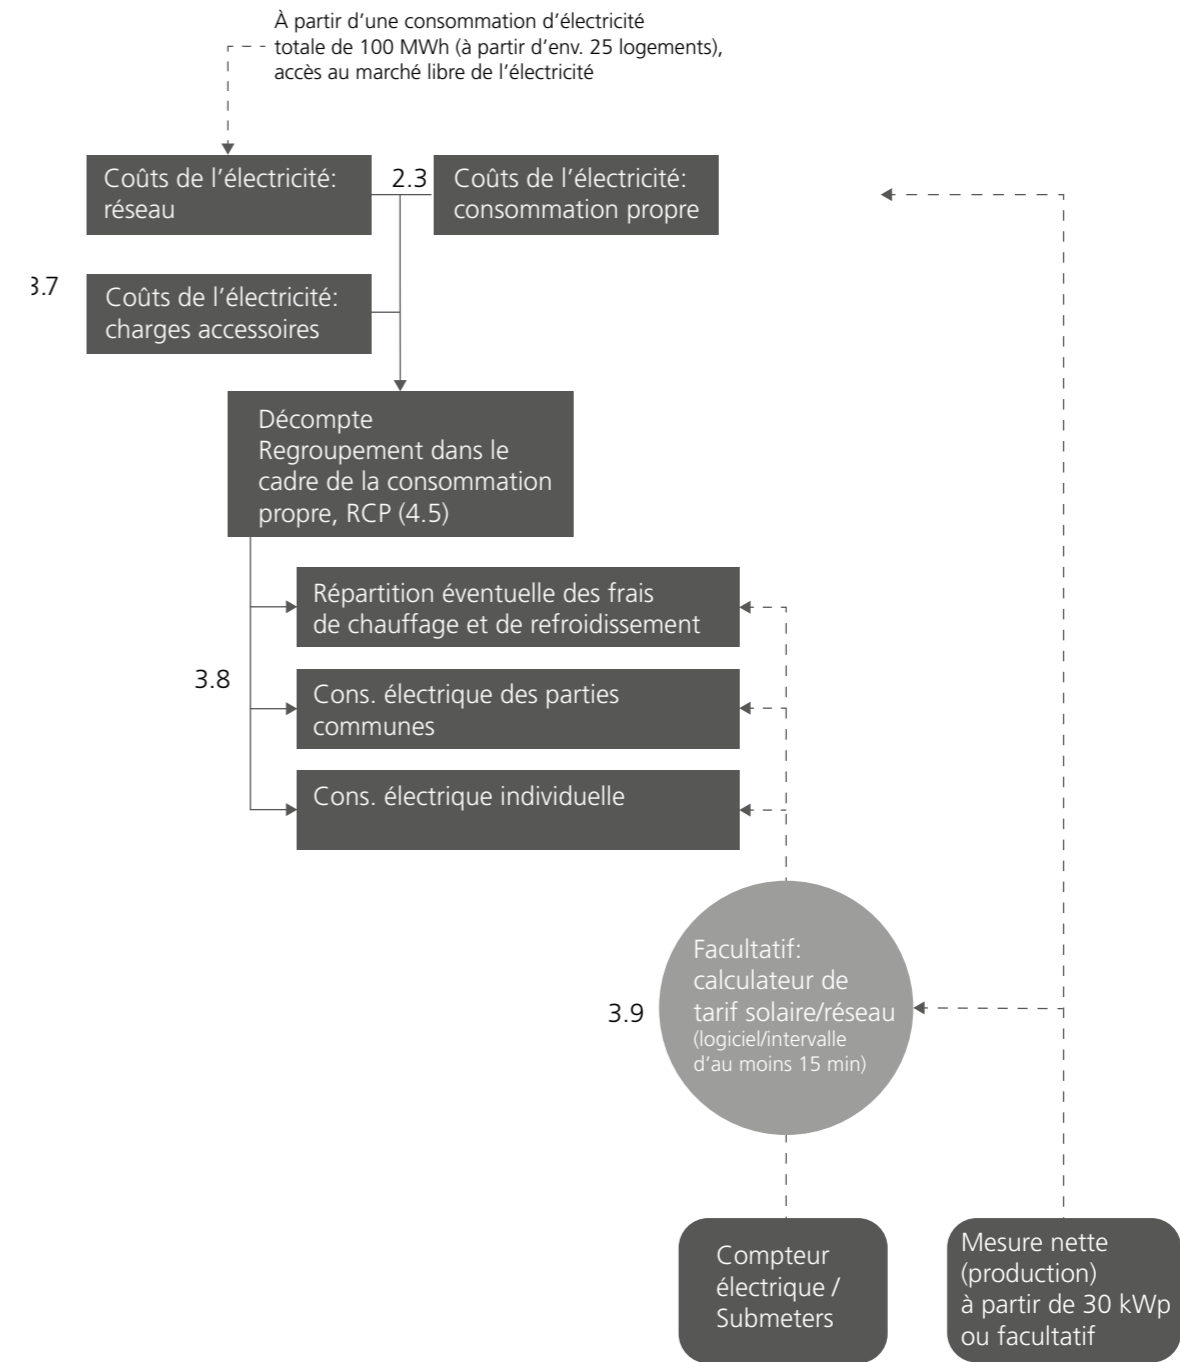 À partir d’une consommation d’électricité
totale de 100 MWh (à partir d’env. 25 logements),
accès au marché libre de l’électricité
Coûts de l’électricité:
réseau
2.3
Coûts de l’électricité:
consommation propre
3.7
Coûts de l’électricité:
charges accessoires
Décompte
Regroupement dans le
cadre de la consommation
propre, RCP (4.5)
Répartition éventuelle des frais
de chauffage et de refroidissement
3.8
Cons. électrique des parties
communes
Cons. électrique individuelle
Facultatif:
calculateur de
tarif solaire/réseau
(logiciel/intervalle
d’au moins 15 min)
3.9
Compteur
électrique /
Submeters
Mesure nette
(production)
à partir de 30 kWp
ou facultatif